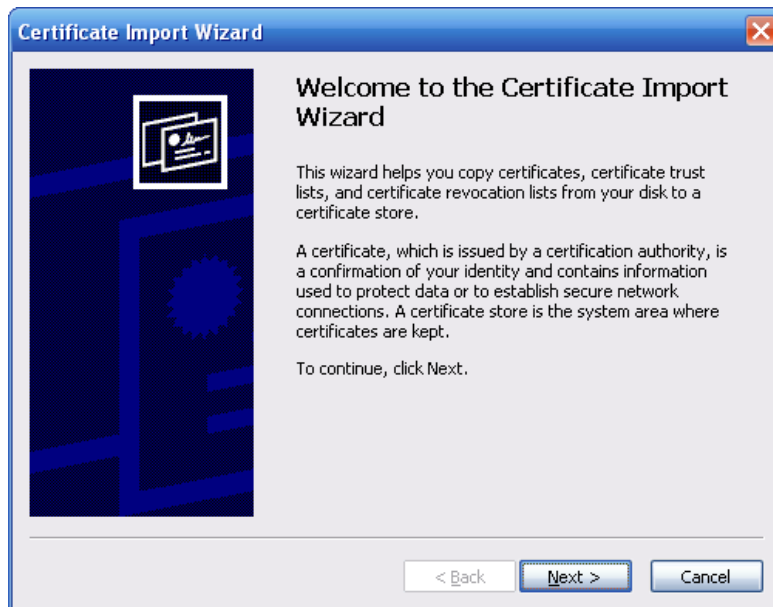 Certificate Import Wizard
Welcome to the Certificate Import
Wizard
This wizard helps you copy certificates, certificate trust
lists, and certificate revocation lists from your disk to a
certificate store.
A certificate, which is issued by a certification authority, is
a confirmation of your identity and contains information
used to protect data or to establish secure network
connections. A certificate store is the system area where
certificates are kept.
To continue, click Next.
< Back Next > Cancel